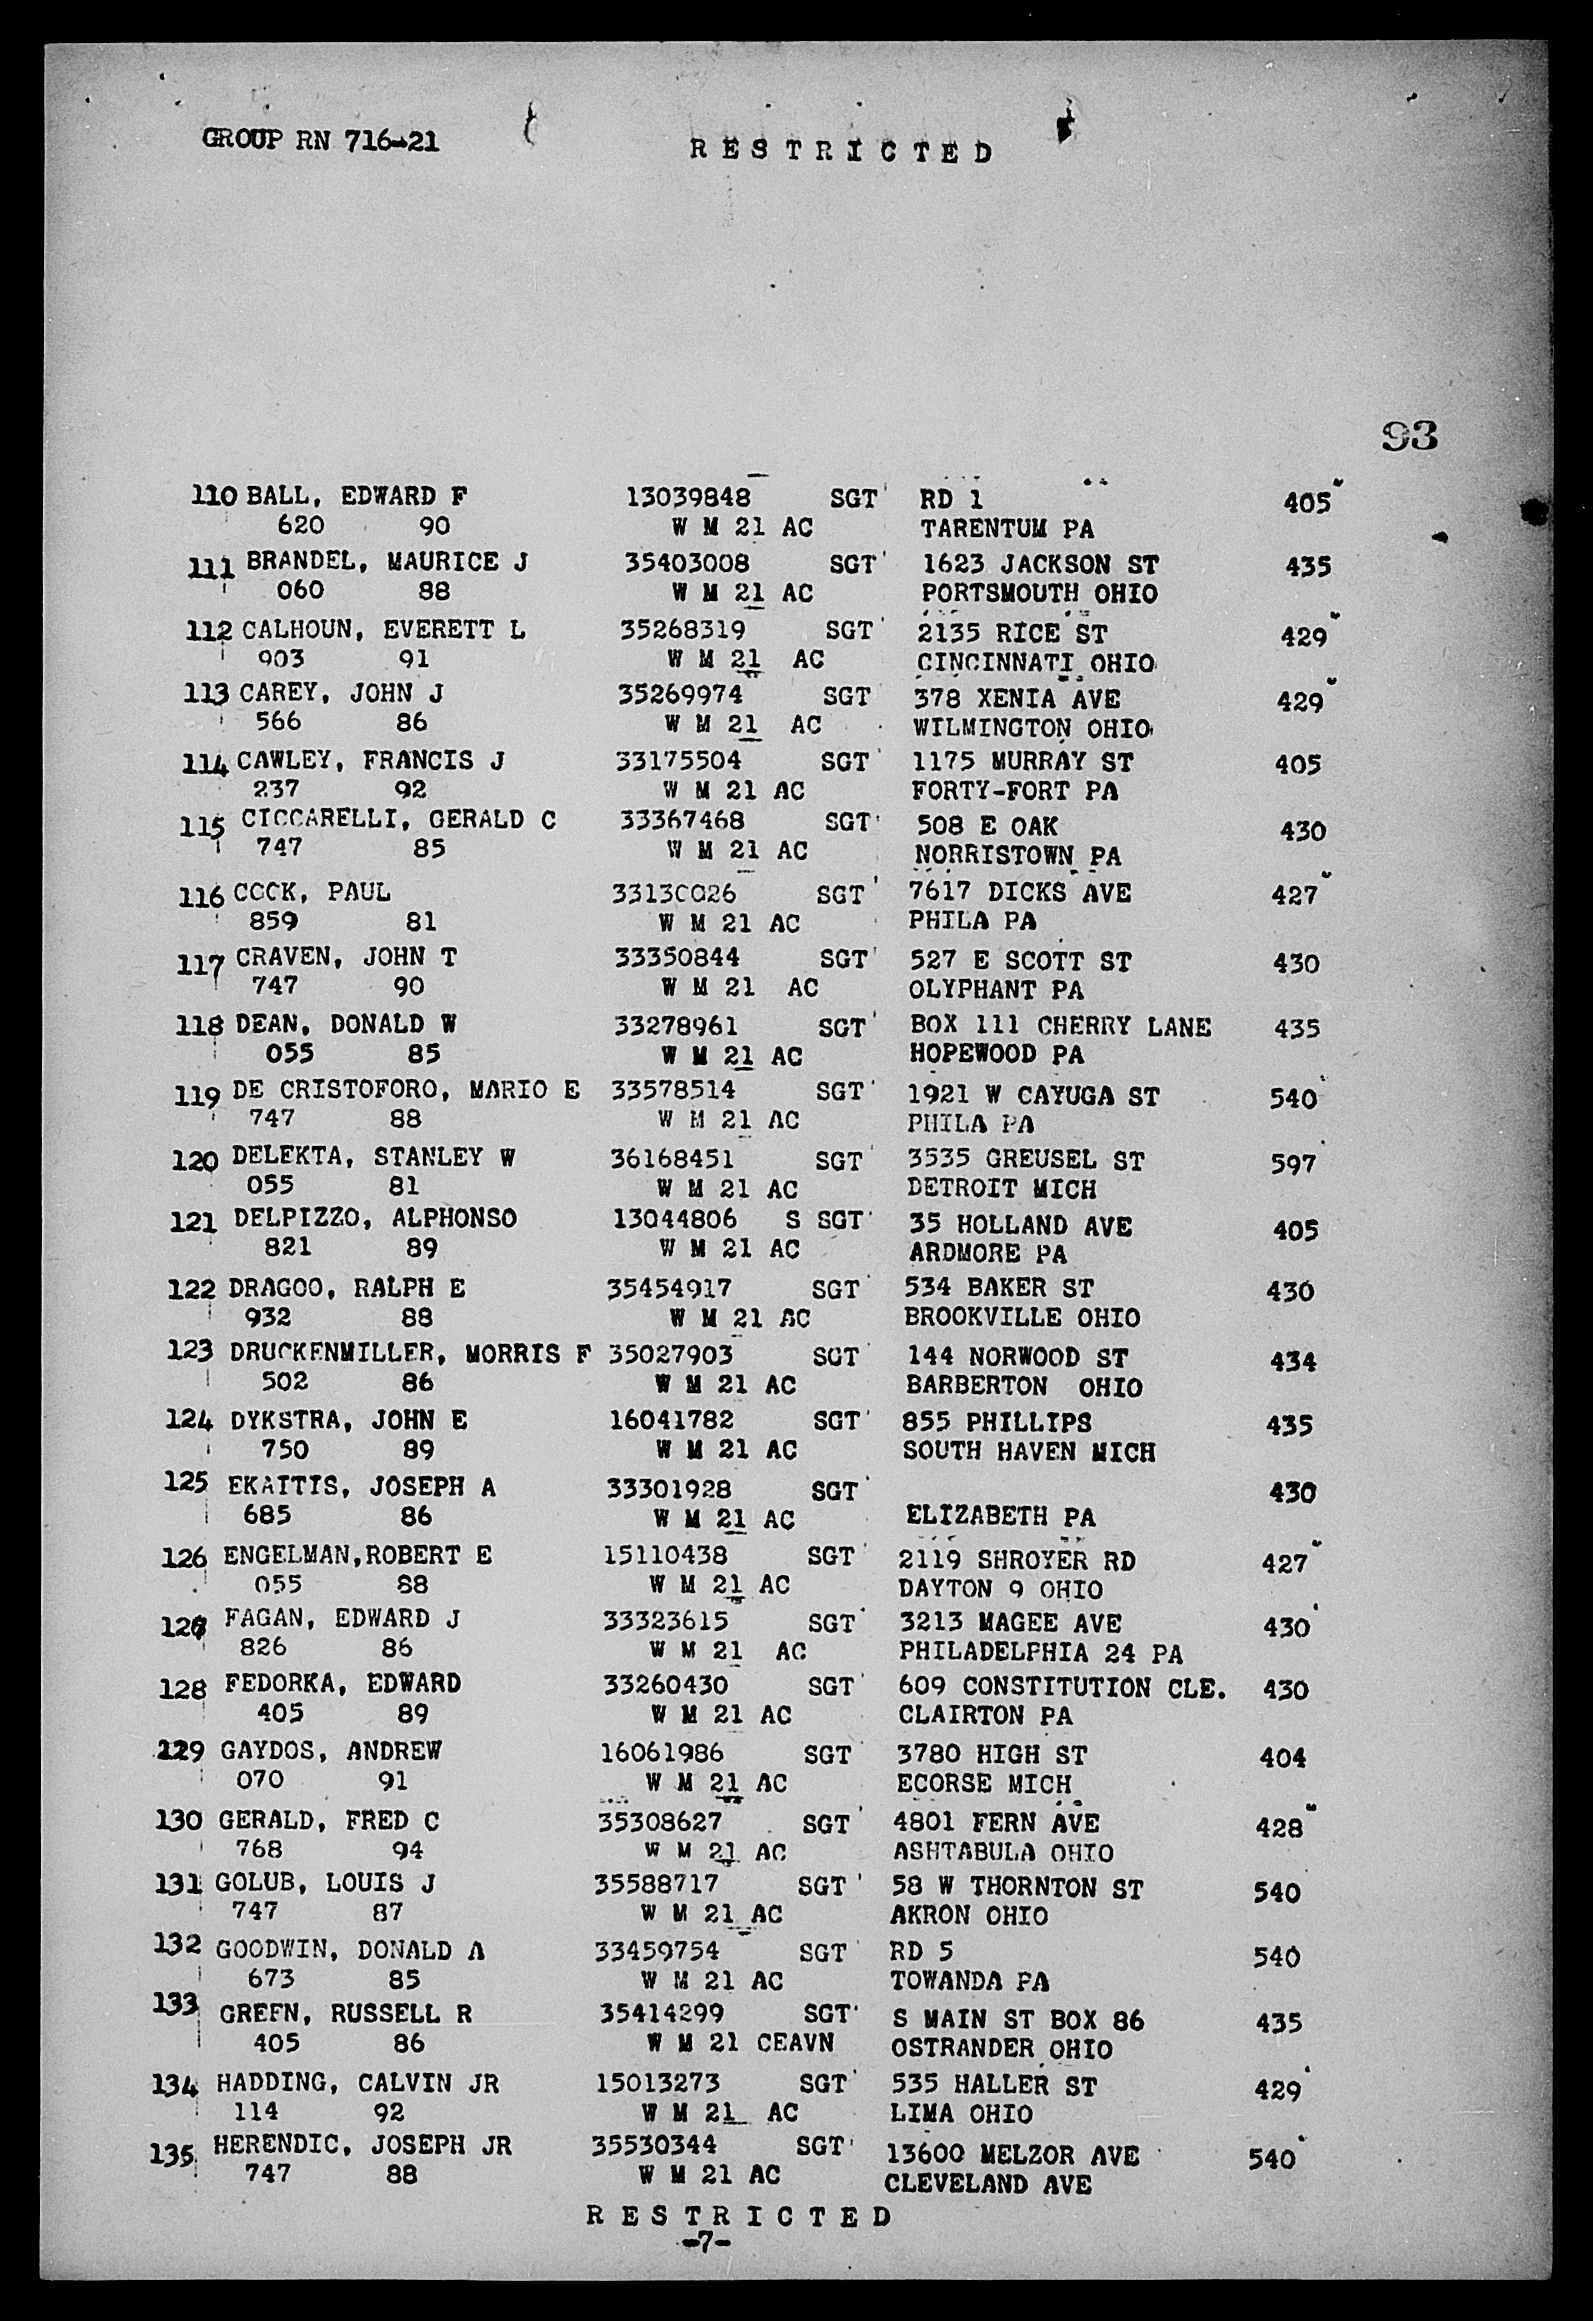 GROUP RN 716-21
R E S T R I C T E D
93
110 BALL, EDWARD F 13039848 SGT RD 1 405
620 90 W M 21 AC TARENTUM PA
111 BRANDEL, MAURICE J 35403008 SGT 1623 JACKSON ST 435
060 88 W M 21 AC PORTSMOUTH OHIO
112 CALHOUN, EVERETT L 35268319 SGT 2135 RICE ST 429
903 91 W M 21 AC CINCINNATI OHIO
113 CAREY, JOHN J 35269974 SGT 378 XENIA AVE 429
566 86 W M 21 AC WILMINGTON OHIO
114 CAWLEY, FRANCIS J 33175504 SGT 1175 MURRAY ST 405
237 92 W M 21 AC FORTY-FORT PA
115 CICCARELLI, GERALD C 33367468 SGT 508 E OAK 430
747 85 W M 21 AC NORRISTOWN PA
116 COCK, PAUL 33130026 SGT 7617 DICKS AVE 427
859 81 W M 21 AC PHILA PA
117 CRAVEN, JOHN T 33350844 SGT 527 E SCOTT ST 430
747 90 W M 21 AC OLYPHANT PA
118 DEAN, DONALD W 33278961 SGT BOX 111 CHERRY LANE 435
055 85 W M 21 AC HOPEWOOD PA
119 DE CRISTOFORO, MARIO E 33578514 SGT 1921 W CAYUGA ST 540
747 88 W M 21 AC PHILA PA
120 DELEKTA, STANLEY W 36168451 SGT 3535 GREUSEL ST 597
055 81 W M 21 AC DETROIT MICH
121 DELPIZZO, ALPHONSO 13044806 S SGT 35 HOLLAND AVE 405
821 89 W M 21 AC ARDMORE PA
122 DRAGOO, RALPH E 35454917 SGT 534 BAKER ST 430
932 88 W M 21 AC BROOKVILLE OHIO
123 DRUCKENMILLER, MORRIS F 35027903 SGT 144 NORWOOD ST 434
502 86 W M 21 AC BARBERTON OHIO
124 DYKSTRA, JOHN E 16041782 SGT 855 PHILLIPS 435
750 89 W M 21 AC SOUTH HAVEN MICH
125 EKAITIS, JOSEPH A 33301928 SGT 430
685 86 W M 21 AC ELIZABETH PA
126 ENGELMAN,ROBERT E 15110438 SGT 2119 SHROYER RD 427
055 88 W M 21 AC DAYTON 9 OHIO
127 FAGAN, EDWARD J 33323615 SGT 3213 MAGEE AVE 430
826 86 W M 21 AC PHILADELPHIA 24 PA
128 FEDORKA, EDWARD 33260430 SGT 609 CONSTITUTION CLE. 430
405 89 W M 21 AC CLAIRTON PA
129 GAYDOS, ANDREW 16061986 SGT 3780 HIGH ST 404
070 91 W M 21 AC ECORSE MICH
130 GERALD, FRED C 35308627 SGT 4801 FERN AVE 428
768 94 W M 21 AC ASHTABULA OHIO
131 GOLUB, LOUIS J 35588717 SGT 58 W THORNTON ST 540
747 87 W M 21 AC AKRON OHIO
132 GOODWIN, DONALD A 33459754 SGT RD 5 540
673 85 W M 21 AC TOWANDA PA
133 GREEN, RUSSELL R 35414299 SGT S MAIN ST BOX 86 435
405 86 W M 21 CEAVN OSTRANDER OHIO
134 HADDING, CALVIN JR 15013273 SGT 535 HALLER ST 429
114 92 W M 21 AC LIMA OHIO
135 HERENDIC, JOSEPH JR 35530344 SGT 13600 MELZOR AVE 540
747 88 W M 21 AC CLEVELAND AVE
R E S T R I C T E D
-7-